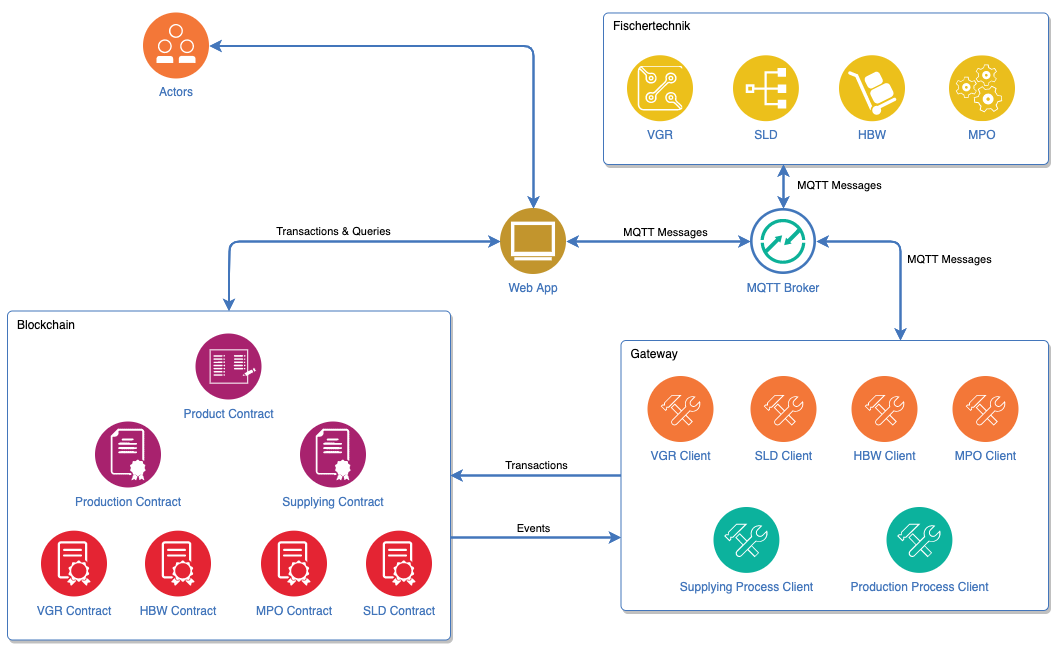 Fischertechnik
Actors
VGR
SLD
HBW
MPO
MQTT Messages
Transactions & Queries
MQTT Messages
MQTT Messages
Web App
MQTT Broker
Blockchain
Product Contract
Production Contract
Supplying Contract
VGR Contract
HBW Contract
MPO Contract
SLD Contract
Transactions
Events
Gateway
VGR Client
SLD Client
HBW Client
MPO Client
Supplying Process Client
Production Process Client